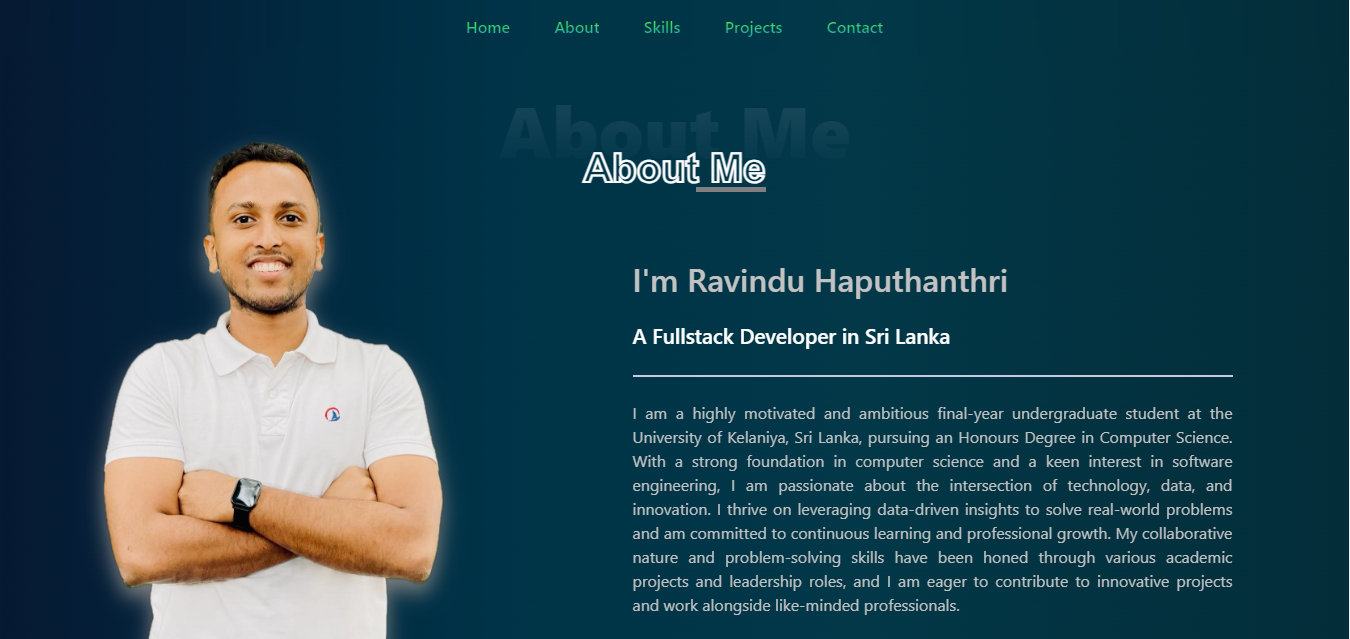 Home About Skills Projects Contact
About Me
About Me
I'm Ravindu Haputhanthri
A Fullstack Developer in Sri Lanka
I am a highly motivated and ambitious final-year undergraduate student at the
University of Kelaniya, Sri Lanka, pursuing an Honours Degree in Computer Science.
With a strong foundation in computer science and a keen interest in software
engineering, I am passionate about the intersection of technology, data, and
innovation. I thrive on leveraging data-driven insights to solve real-world problems
and am committed to continuous learning and professional growth. My collaborative
nature and problem-solving skills have been honed through various academic
projects and leadership roles, and I am eager to contribute to innovative projects
and work alongside like-minded professionals.